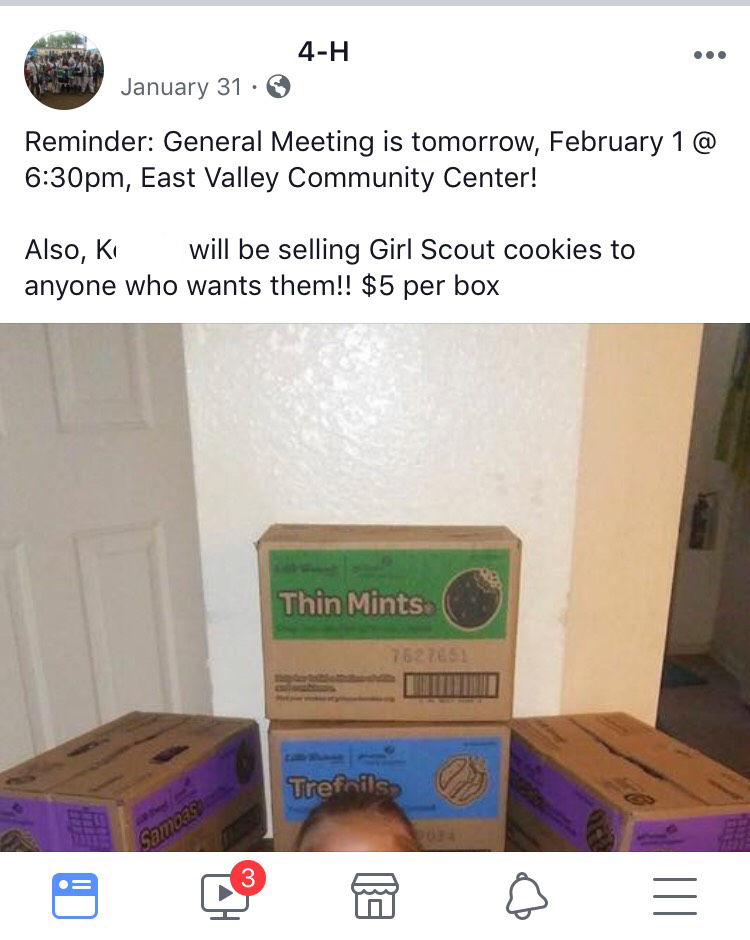 4-H
January 31 ·
Reminder: General Meeting is tomorrow, February 1 @
6:30pm, East Valley Community Center!
Also, K will be selling Girl Scout cookies to
anyone who wants them!! $5 per box
Thin Mints
7627651
Trefoils
Samoas
3